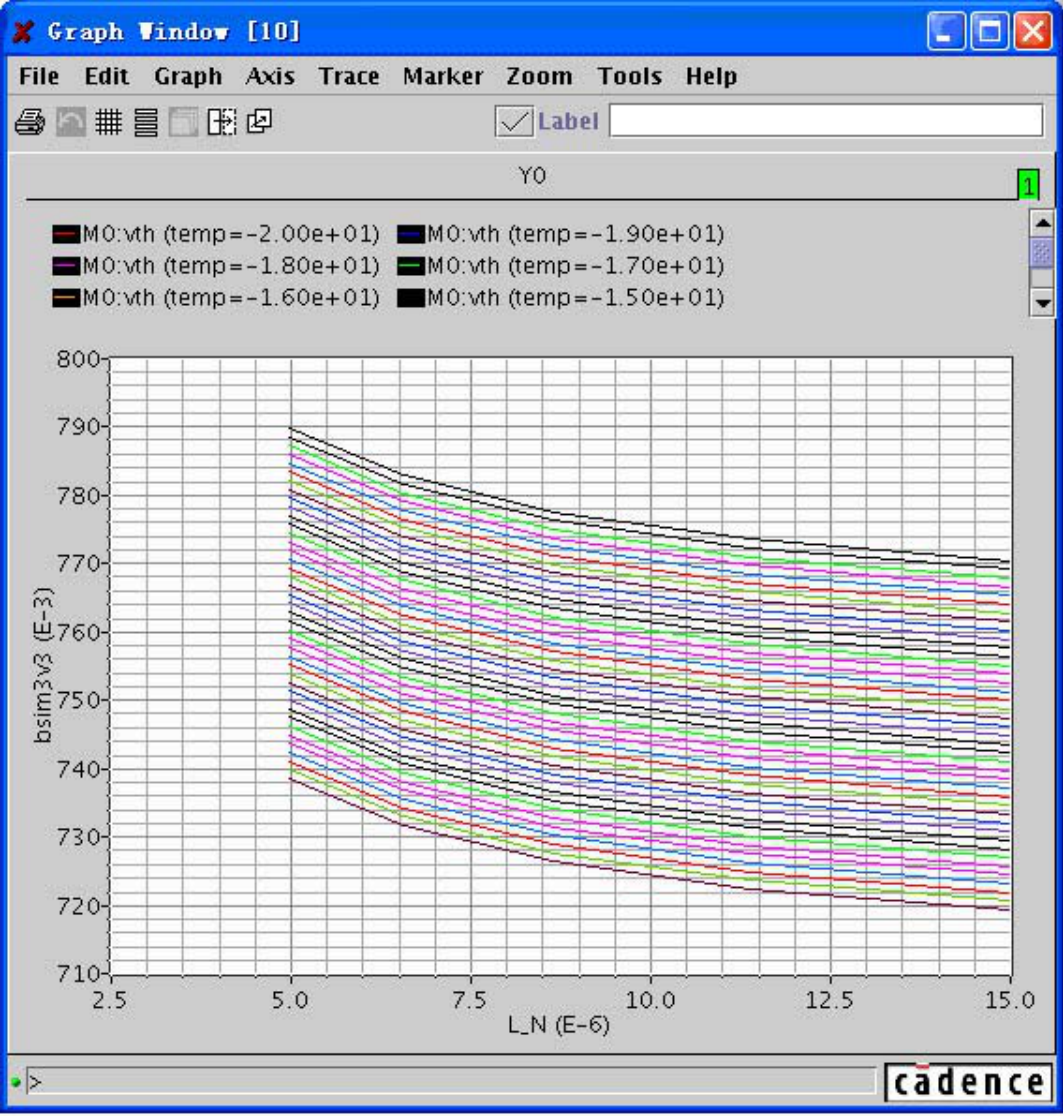 Graph Window [10]
File Edit Graph Axis Trace Marker Zoom Tools Help
Label
Y0
1
M0:vth (temp=-2.00e+01) M0:vth (temp=-1.90e+01)
M0:vth (temp=-1.80e+01) M0:vth (temp=-1.70e+01)
M0:vth (temp=-1.60e+01) M0:vth (temp=-1.50e+01)
800
790
780
770
760
750
740
730
720
710
bsim3v3 (E-3)
2.5 5.0 7.5 10.0 12.5 15.0
L_N (E-6)
>
cādence